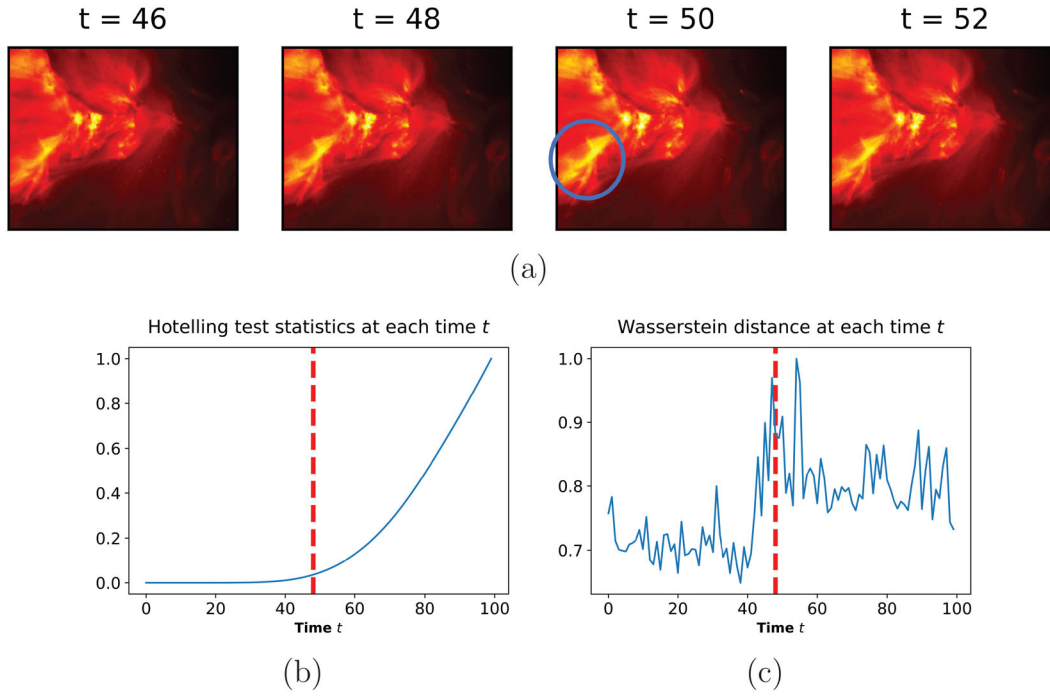 t = 46 t = 48 t = 50 t = 52
(a)
Hotelling test statistics at each time t
1.0
0.8
0.6
0.4
0.2
0.0
0 20 40 60 80 100
Time t
(b)
Wasserstein distance at each time t
1.0
0.9
0.8
0.7
0 20 40 60 80 100
Time t
(c)